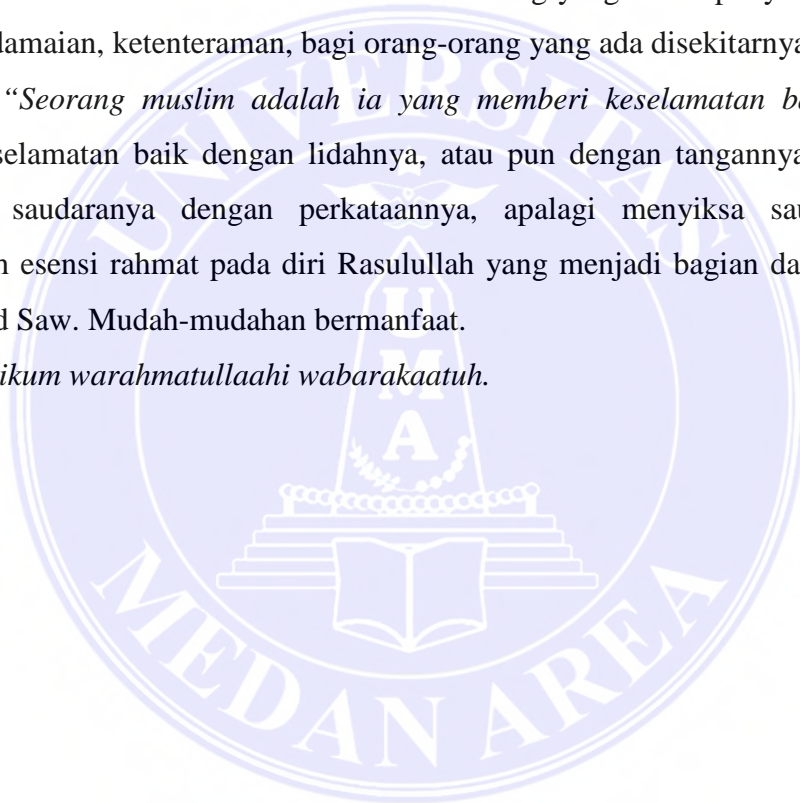 damaian, ketenteraman, bagi orang-orang yang ada disekitarnya
“Seorang muslim adalah ia yang memberi keselamatan
selamatan baik dengan lidahnya, atau pun dengan tangannya
saudaranya dengan perkataannya, apalagi menyiksa
esensi rahmat pada diri Rasulullah yang menjadi bagian
Saw. Mudah-mudahan bermanfaat.
ikum warahmatullaahi wabarakaatuh.
UNIVERSITAS
U
M
A
MEDAN AREA